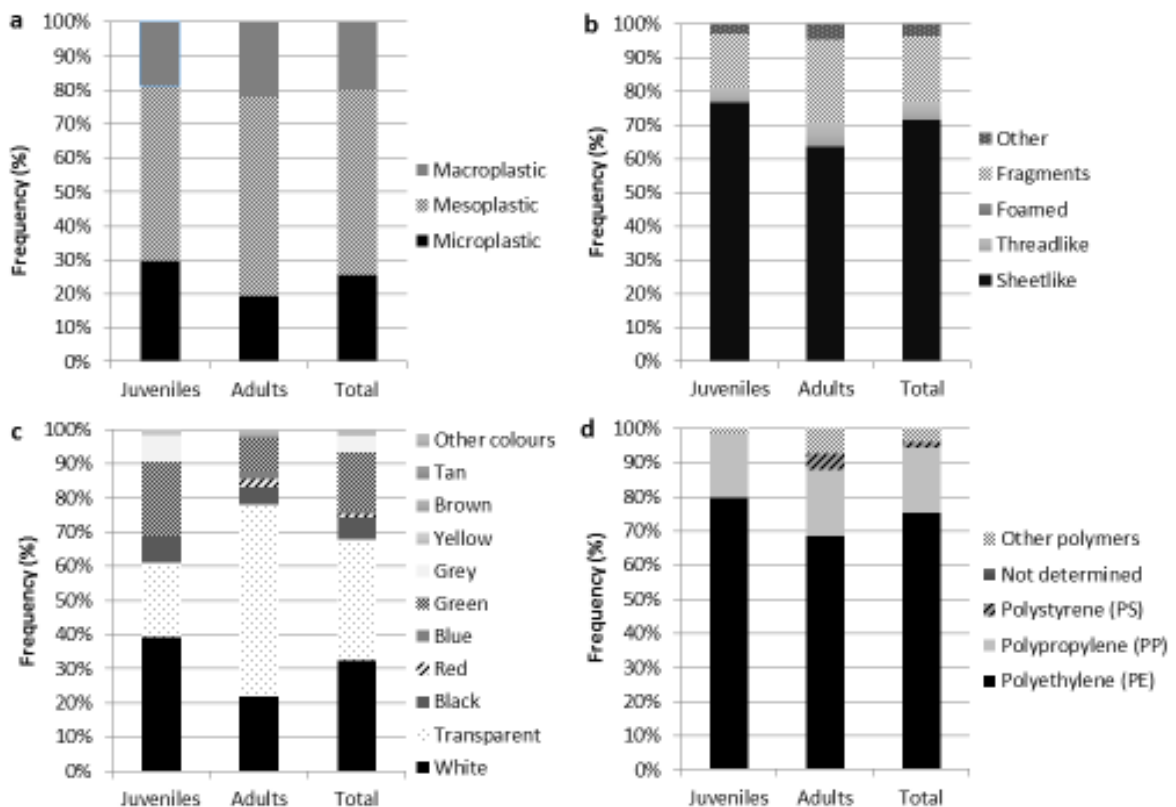 a
100%
90%
80%
70%
60%
50%
40%
30%
20%
10%
0%
Frequency (%)
Juveniles Adults Total
Macroplastic
Mesoplastic
Microplastic
b
100%
90%
80%
70%
60%
50%
40%
30%
20%
10%
0%
Frequency (%)
Juveniles Adults Total
Other
Fragments
Foamed
Threadlike
Sheetlike
c
100%
90%
80%
70%
60%
50%
40%
30%
20%
10%
0%
Frequency (%)
Juveniles Adults Total
Other colours
Tan
Brown
Yellow
Grey
Green
Blue
Red
Black
Transparent
White
d
100%
90%
80%
70%
60%
50%
40%
30%
20%
10%
0%
Frequency (%)
Juveniles Adults Total
Other polymers
Not determined
Polystyrene (PS)
Polypropylene (PP)
Polyethylene (PE)